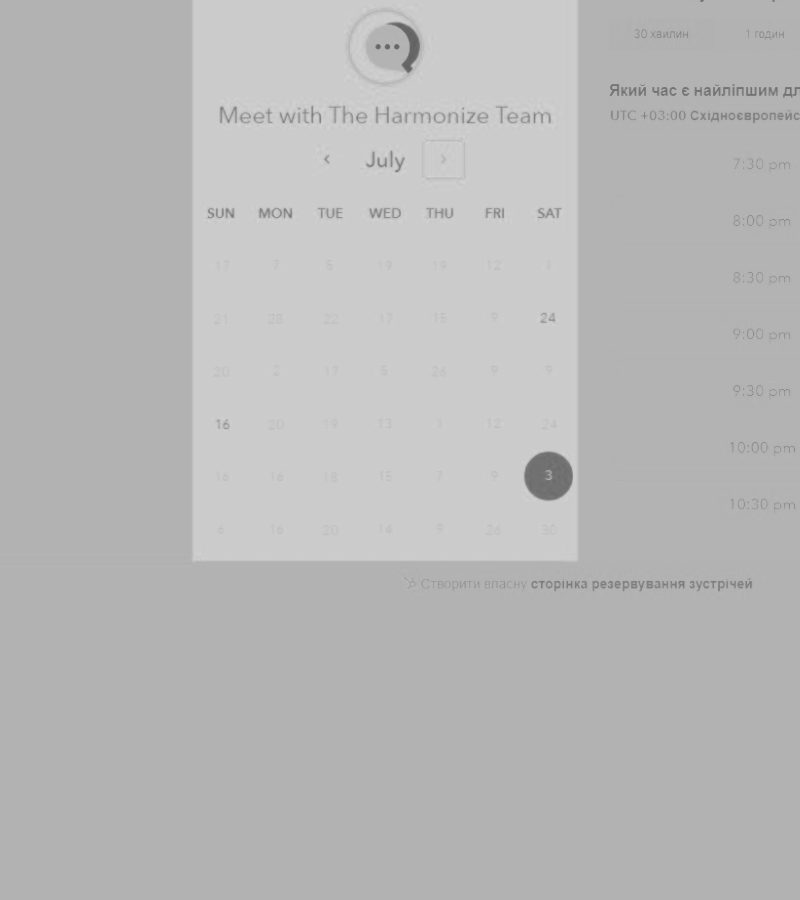 30 хвилин
1 годин
Meet with The Harmonize Team
Який час є найліпшим дл
UTC +03:00 Східноєвропейс
July
SUN MON TUE WED THU FRI SAT
17 7 5 19 19 12 1
21 28 22 17 15 9 24
20 2 17 6 26 9 9
16 20 19 13 1 12 24
16 16 18 15 7 9 3
6 16 20 14 9 26 30
7:30 pm
8:00 pm
8:30 pm
9:00 pm
9:30 pm
10:00 pm
10:30 pm
Створити власну сторінка резервування зустрічей